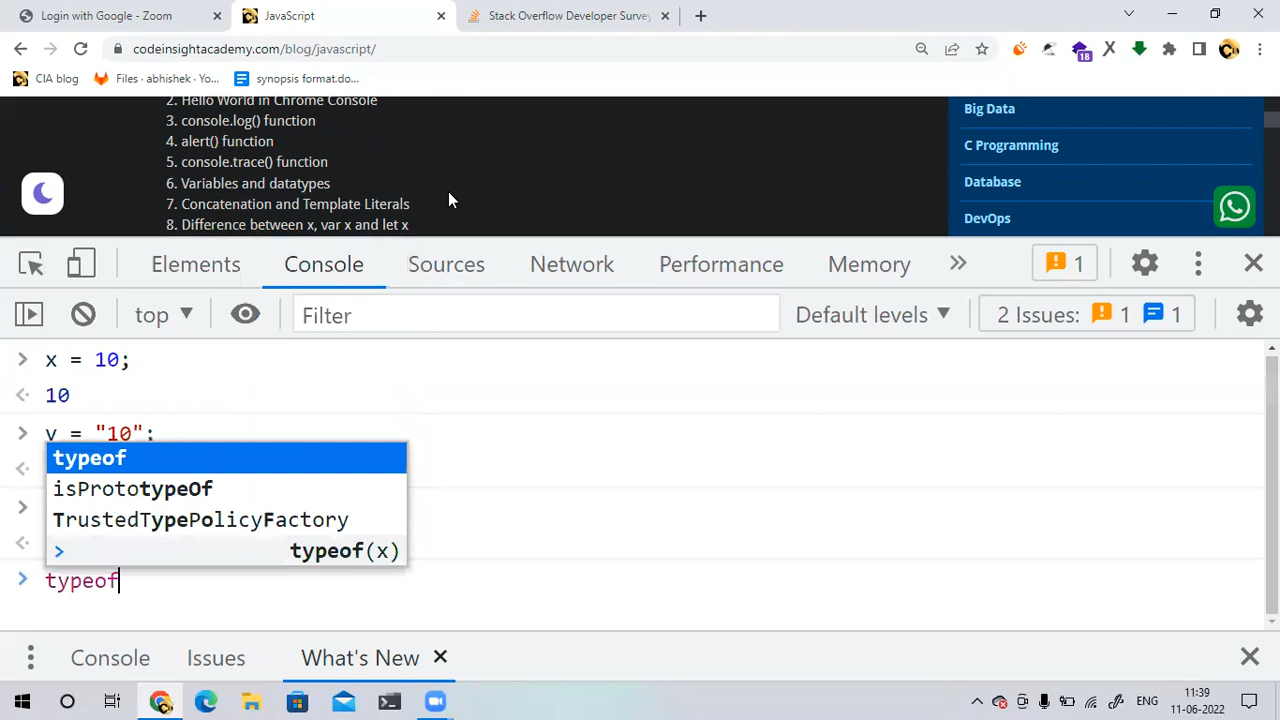 Login with Google - Zoom
JavaScript
Stack Overflow Developer Survey
codeinsightacademy.com/blog/javascript/
18
CIA blog
Files · abhishek · Yo...
synopsis format.do...
2. Hello World in Chrome Console
3. console.log() function
4. alert() function
5. console.trace() function
6. Variables and datatypes
7. Concatenation and Template Literals
8. Difference between x, var x and let x
Big Data
C Programming
Database
DevOps
Elements
Console
Sources
Network
Performance
Memory
1
top
Filter
Default levels
2 Issues: 1 1
> x = 10;
10
> y = "10";
typeof
isPrototypeOf
TrustedTypePolicyFactory
> typeof(x)
> typeof
Console
Issues
What's New
ENG
11:39
11-06-2022